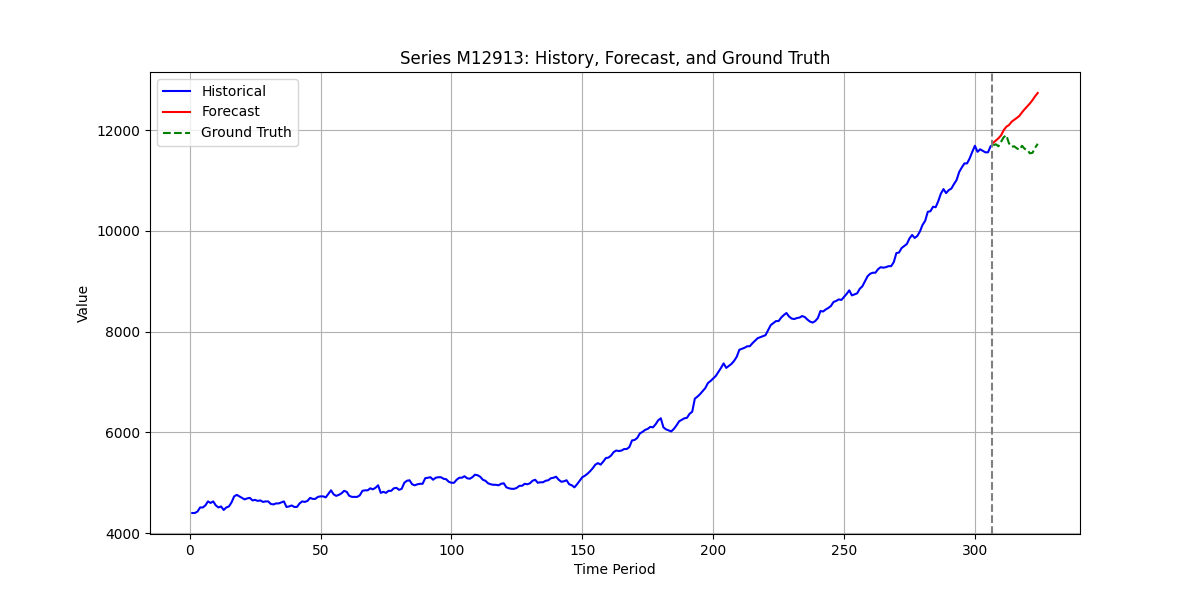 Series M12913: History, Forecast, and Ground Truth
Historical
Forecast
Ground Truth
12000
10000
8000
6000
4000
Value
0 50 100 150 200 250 300
Time Period